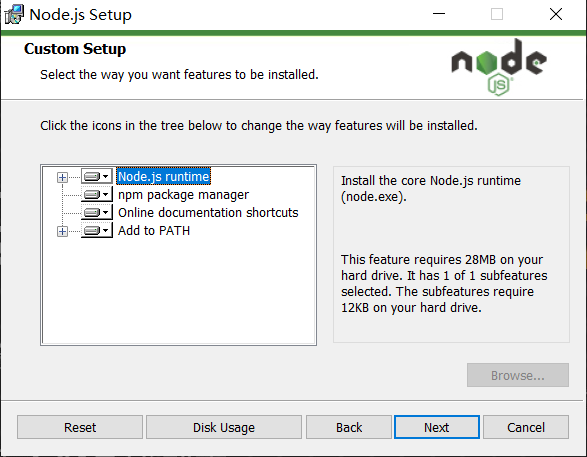 Node.js Setup
Custom Setup
Select the way you want features to be installed.
node
JS
Click the icons in the tree below to change the way features will be installed.
Node.js runtime
npm package manager
Online documentation shortcuts
Add to PATH
Install the core Node.js runtime
(node.exe).
This feature requires 28MB on your
hard drive. It has 1 of 1 subfeatures
selected. The subfeatures require
12KB on your hard drive.
Browse...
Reset
Disk Usage
Back
Next
Cancel